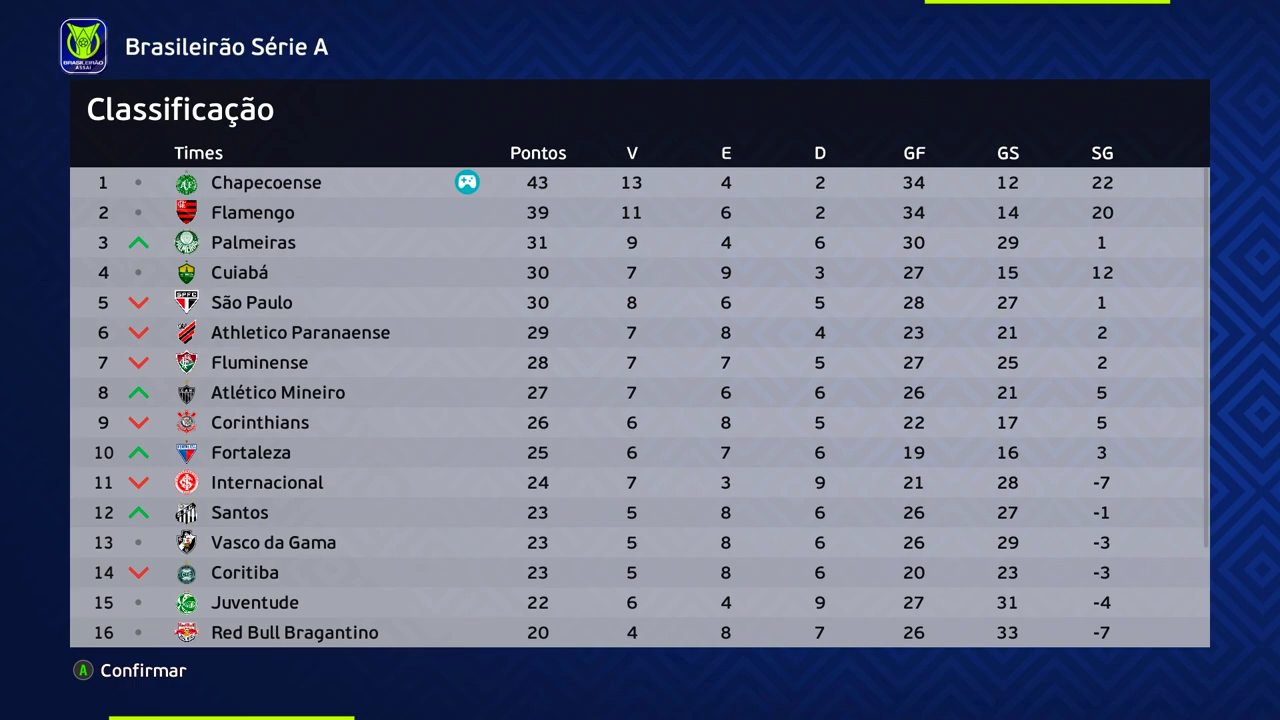 Brasileirão Série A
BRASILEIRÃO
ASSAÍ
Classificação
Times Pontos V E D GF GS SG
1 Chapecoense 43 13 4 2 34 12 22
2 Flamengo 39 11 6 2 34 14 20
3 Palmeiras 31 9 4 6 30 29 1
4 Cuiabá 30 7 9 3 27 15 12
5 São Paulo 30 8 6 5 28 27 1
6 Athletico Paranaense 29 7 8 4 23 21 2
7 Fluminense 28 7 7 5 27 25 2
8 Atlético Mineiro 27 7 6 6 26 21 5
9 Corinthians 26 6 8 5 22 17 5
10 Fortaleza 25 6 7 6 19 16 3
11 Internacional 24 7 3 9 21 28 -7
12 Santos 23 5 8 6 26 27 -1
13 Vasco da Gama 23 5 8 6 26 29 -3
14 Coritiba 23 5 8 6 20 23 -3
15 Juventude 22 6 4 9 27 31 -4
16 Red Bull Bragantino 20 4 8 7 26 33 -7
A Confirmar